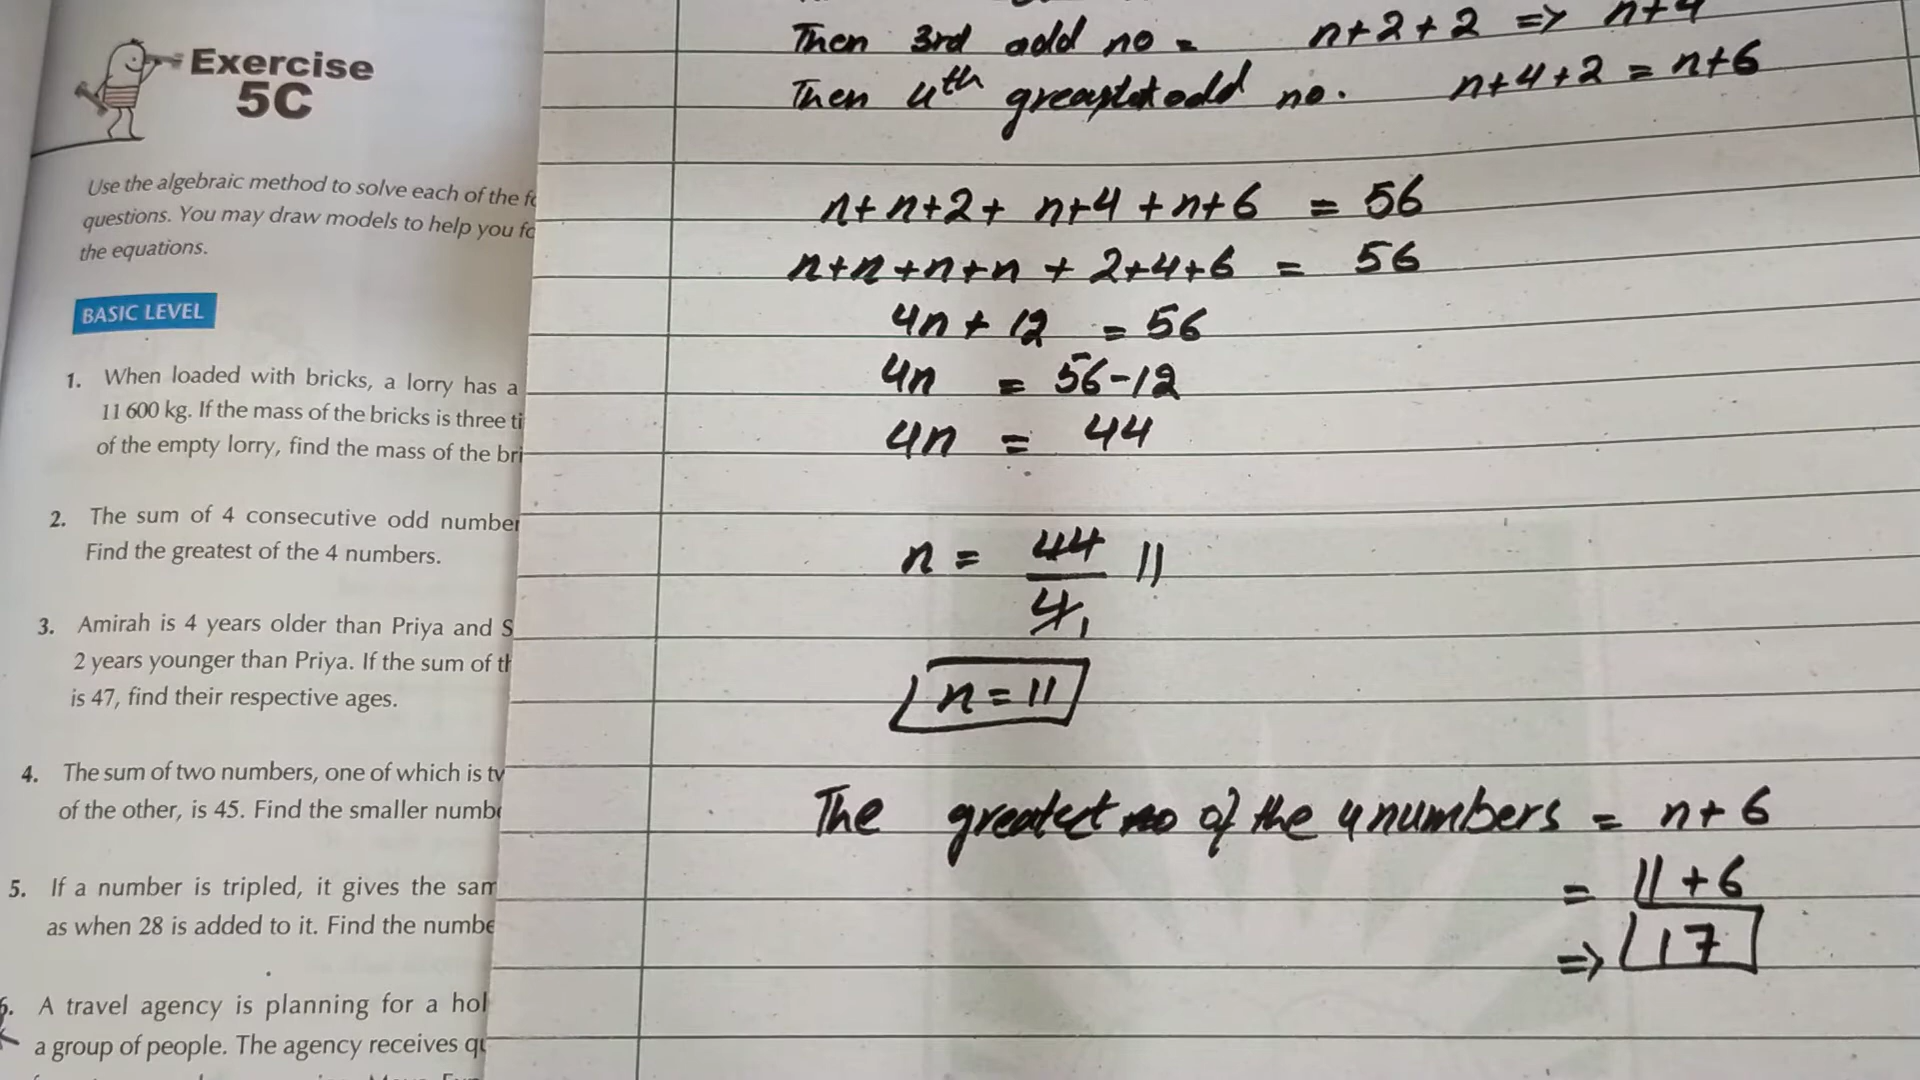 Exercise
5C
Use the algebraic method to solve each of the
questions. You may draw models to help you
the equations.
BASIC LEVEL
1. When loaded with bricks, a lorry has a
11 600 kg. If the mass of the bricks is three
of the empty lorry, find the mass of the
2. The sum of 4 consecutive odd number
Find the greatest of the 4 numbers.
3. Amirah is 4 years older than Priya and S
2 years younger than Priya. If the sum of
is 47, find their respective ages.
4. The sum of two numbers, one of which is
of the other, is 45. Find the smaller
5. If a number is tripled, it gives the
as when 28 is added to it. Find the
6. A travel agency is planning for a
a group of people. The agency receives
Then 3rd odd no = n+2+2 => n+4
Then 4th odd no. n+4+2 = n+6
n+n+2+ n+4+n+6 = 56
n+n+n+n + 2+4+6 = 56
4n + 12 = 56
4n = 56-12
4n = 44
n = 44 11
4 1
n = 11
The greatest no of the 4 numbers = n+6
= 11+6
=> 17